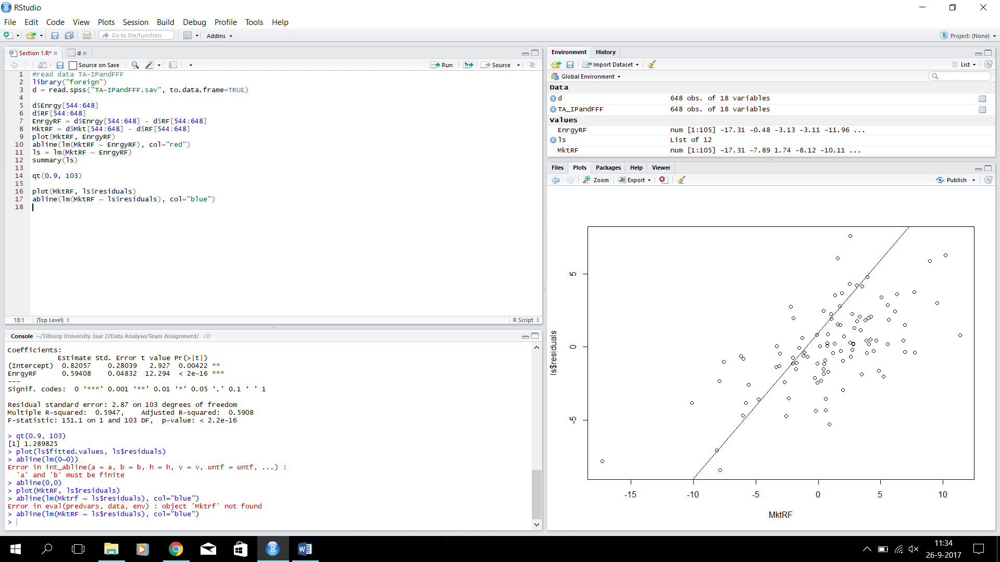 RStudio
File Edit Code View Plots Session Build Debug Profile Tools Help
Go to file/function Addins Project: (None)
Section 1.R* d
Source on Save Run Source
1 #read data TA-IPandFFF
2 library("foreign")
3 d = read.spss("TA-IPandFFF.sav", to.data.frame=TRUE)
4
5 d$Enrgy[544:648]
6 d$RF[544:648]
7 EnrgyRF = d$Enrgy[544:648] - d$RF[544:648]
8 MktRF = d$Mkt[544:648] - d$RF[544:648]
9 plot(MktRF, EnrgyRF)
10 abline(lm(MktRF ~ EnrgyRF), col="red")
11 ls = lm(MktRF ~ EnrgyRF)
12 summary(ls)
13
14 qt(0.9, 103)
15
16 plot(MktRF, ls$residuals)
17 abline(lm(MktRF ~ ls$residuals), col="blue")
18
18:1 (Top Level) R Script
Console ~/Tilburg University Jaar 2/Data Analyse/Team Assignment/
Coefficients:
Estimate Std. Error t value Pr(>|t|)
(Intercept) 0.82057 0.28039 2.927 0.00422 **
EnrgyRF 0.59408 0.04832 12.294 < 2e-16 ***
---
Signif. codes: 0 ‘***’ 0.001 ‘**’ 0.01 ‘*’ 0.05 ‘.’ 0.1 ‘ ’ 1
Residual standard error: 2.87 on 103 degrees of freedom
Multiple R-squared: 0.5947, Adjusted R-squared: 0.5908
F-statistic: 151.1 on 1 and 103 DF, p-value: < 2.2e-16
> qt(0.9, 103)
[1] 1.289825
> plot(ls$fitted.values, ls$residuals)
> abline(lm(0~0))
Error in int_abline(a = a, b = b, h = h, v = v, untf = untf, ...) :
'a' and 'b' must be finite
> abline(0,0)
> plot(MktRF, ls$residuals)
> abline(lm(Mktrf ~ ls$residuals), col="blue")
Error in eval(predvars, data, env) : object 'Mktrf' not found
> abline(lm(MktRF ~ ls$residuals), col="blue")
>
Environment History
Import Dataset List
Global Environment
Data
d 648 obs. of 18 variables
TA_IPandFFF 648 obs. of 18 variables
Values
EnrgyRF num [1:105] -17.31 -0.48 -3.13 -3.11 -11.96 ...
ls List of 12
MktRF num [1:105] -17.31 -7.89 1.74 -8.12 -10.11 ...
Files Plots Packages Help Viewer
Zoom Export Publish
5
0
-5
ls$residuals
-15 -10 -5 0 5 10
MktRF
11:34
26-9-2017